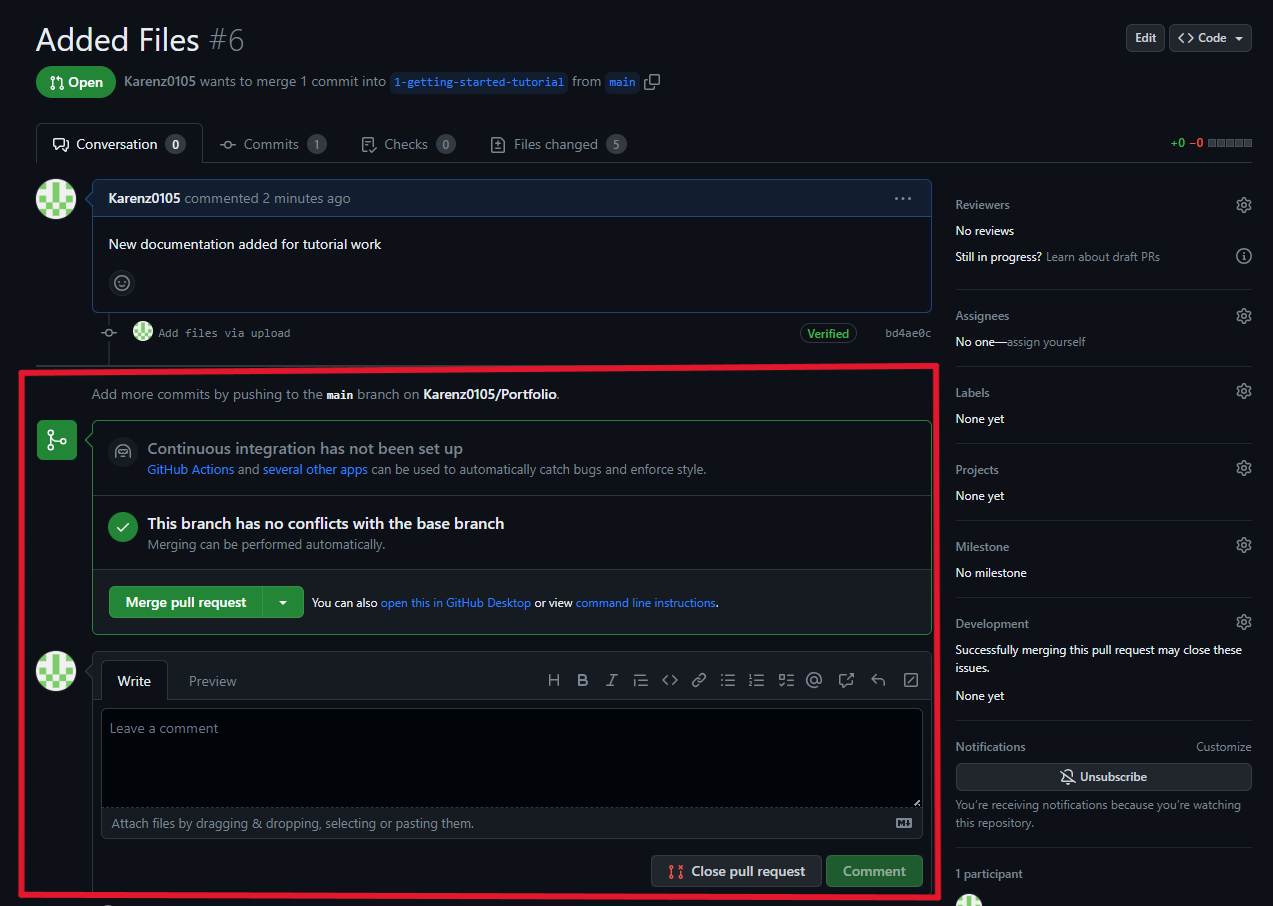 Added Files #6
Edit
Code
Open
Karenz0105 wants to merge 1 commit into 1-getting-started-tutorial from main
Conversation 0
Commits 1
Checks 0
Files changed 5
+0 −0
Karenz0105 commented 2 minutes ago
New documentation added for tutorial work
Add files via upload
Verified
bd4ae0c
Add more commits by pushing to the main branch on Karenz0105/Portfolio.
Continuous integration has not been set up
GitHub Actions and several other apps can be used to automatically catch bugs and enforce style.
This branch has no conflicts with the base branch
Merging can be performed automatically.
Merge pull request
You can also open this in GitHub Desktop or view command line instructions.
Write
Preview
Leave a comment
Attach files by dragging & dropping, selecting or pasting them.
Close pull request
Comment
Reviewers
No reviews
Still in progress? Learn about draft PRs
Assignees
No one—assign yourself
Labels
None yet
Projects
None yet
Milestone
No milestone
Development
Successfully merging this pull request may close these
issues.
None yet
Notifications
Customize
Unsubscribe
You're receiving notifications because you're watching
this repository.
1 participant